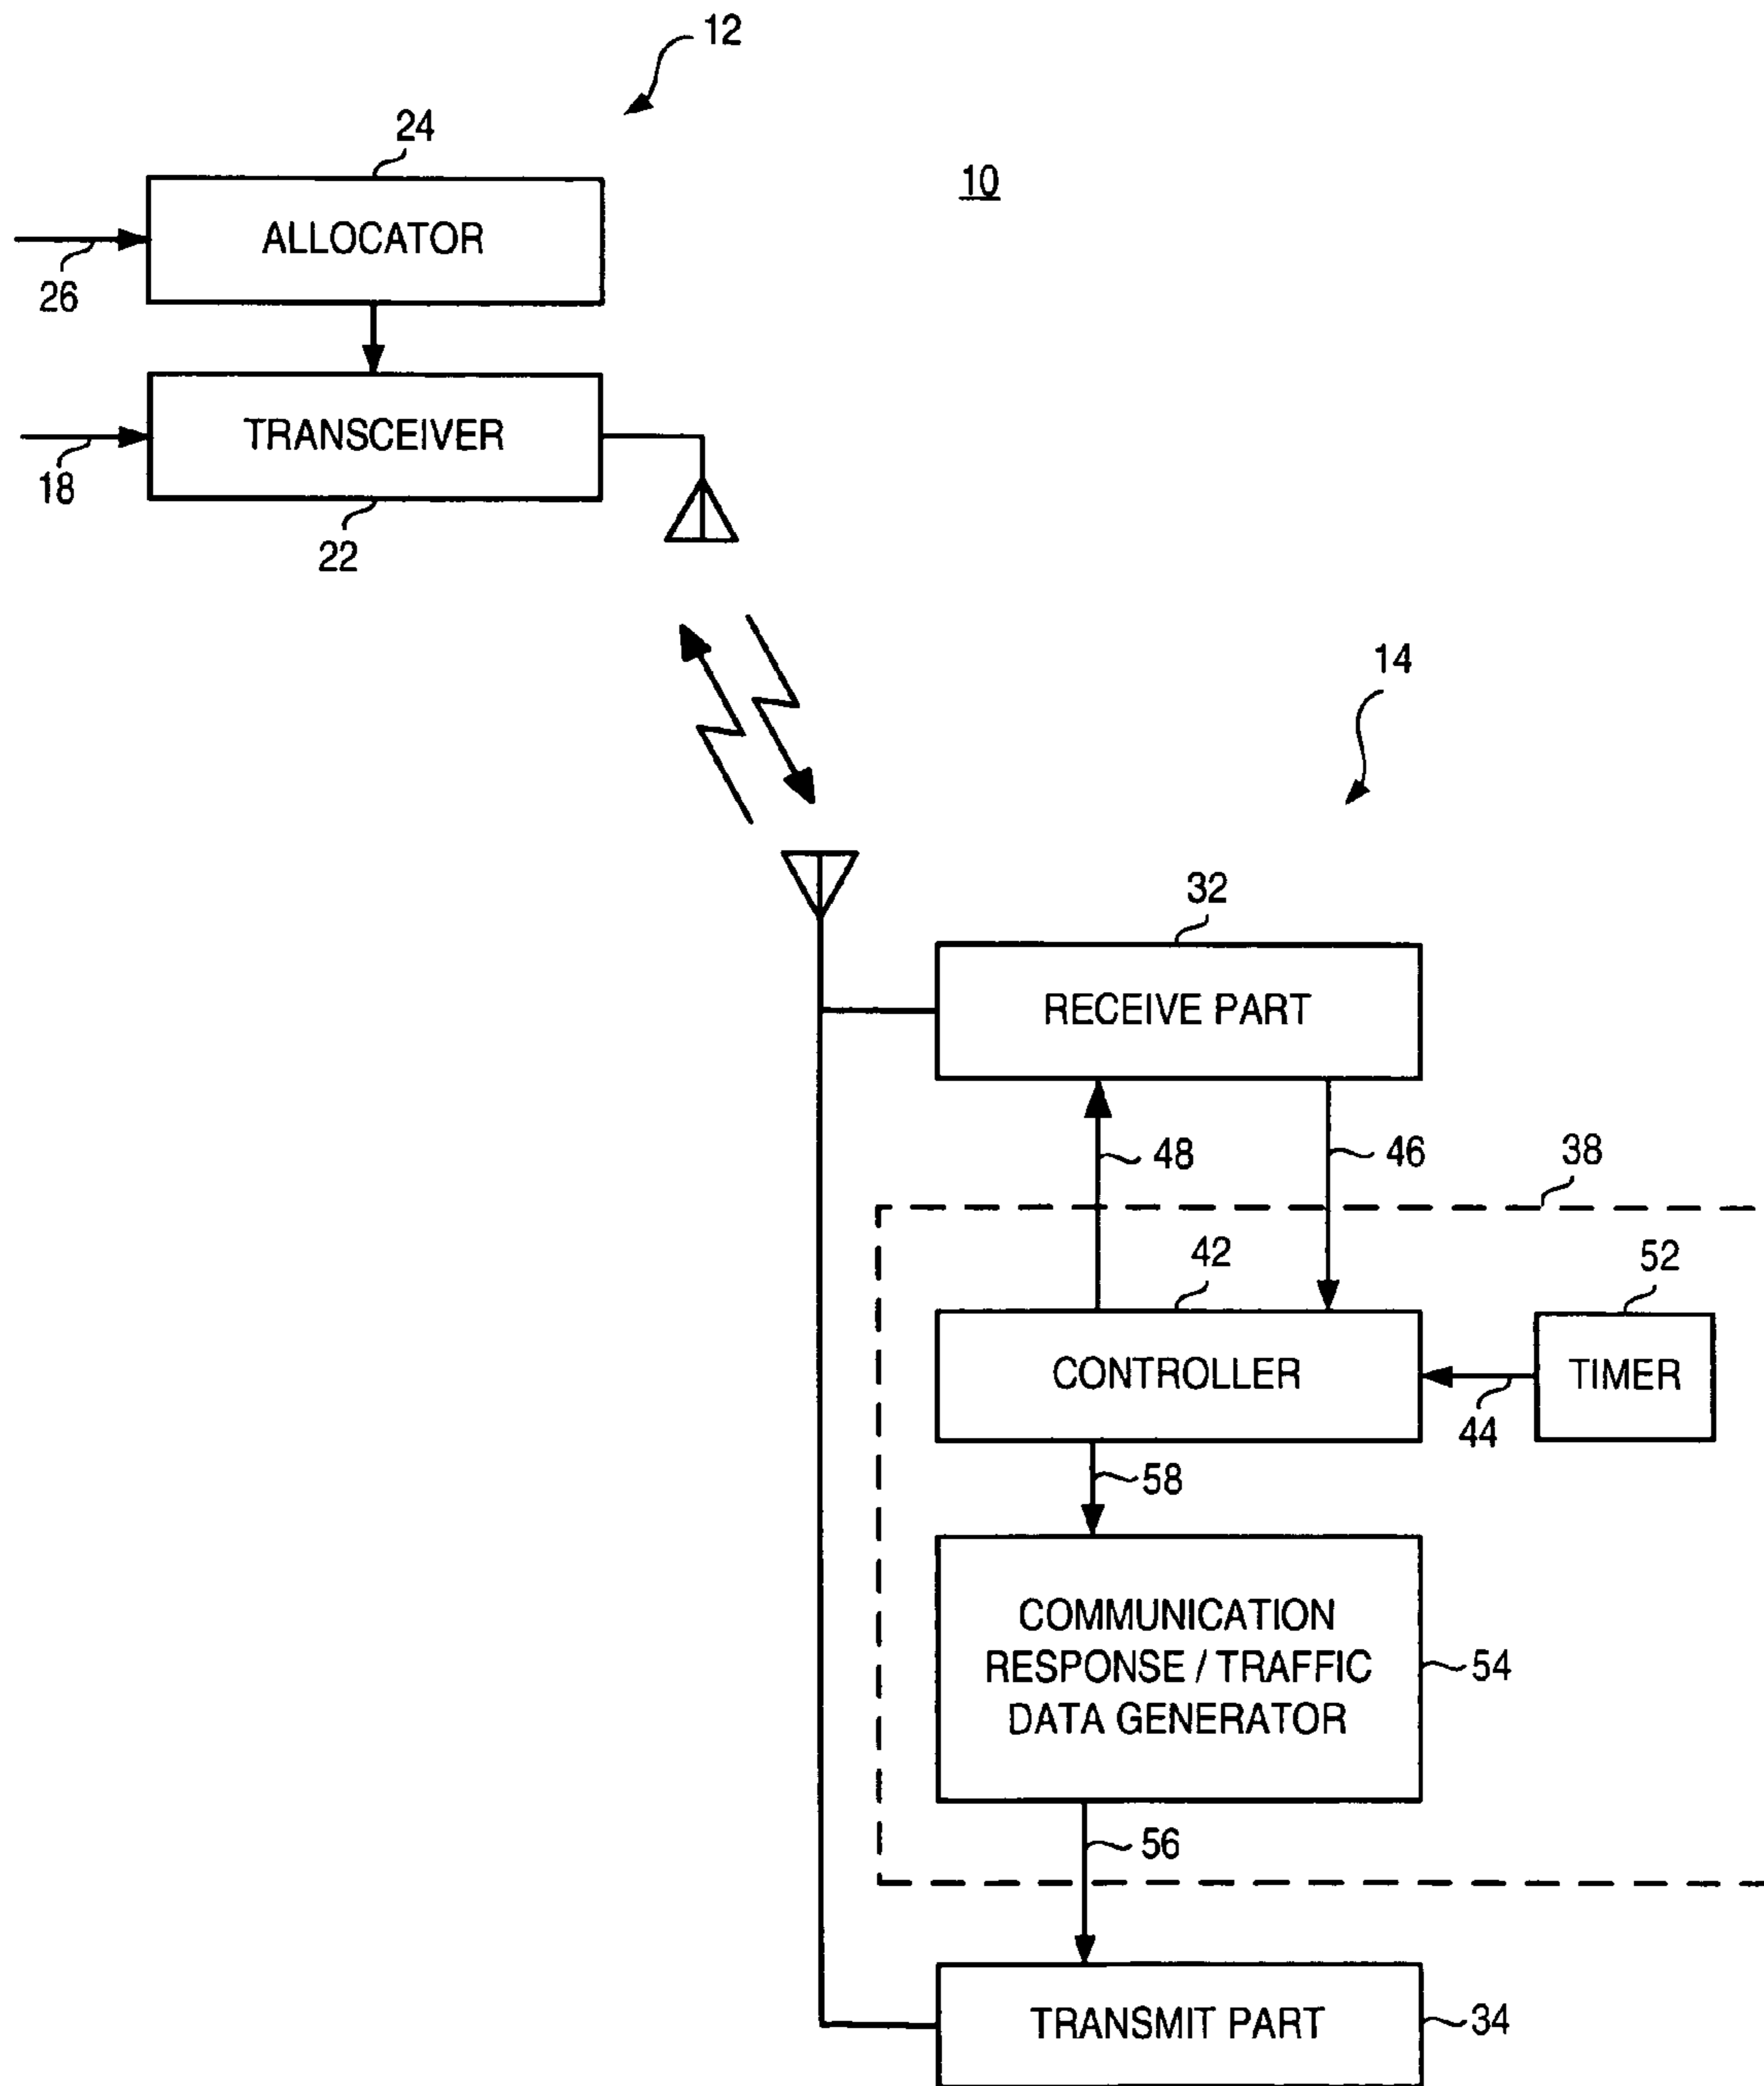 12
24
10
ALLOCATOR
26
TRANSCEIVER
18
22
14
32
RECEIVE PART
48
46
38
42
52
CONTROLLER
TIMER
44
58
COMMUNICATION
RESPONSE / TRAFFIC
DATA GENERATOR
54
56
TRANSMIT PART
34